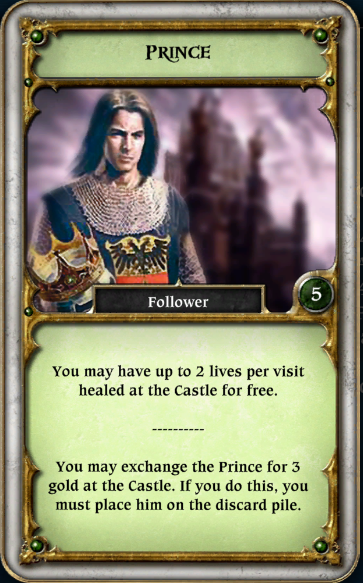 Prince
Follower
5
You may have up to 2 lives per visit
healed at the Castle for free.
----------
You may exchange the Prince for 3
gold at the Castle. If you do this, you
must place him on the discard pile.